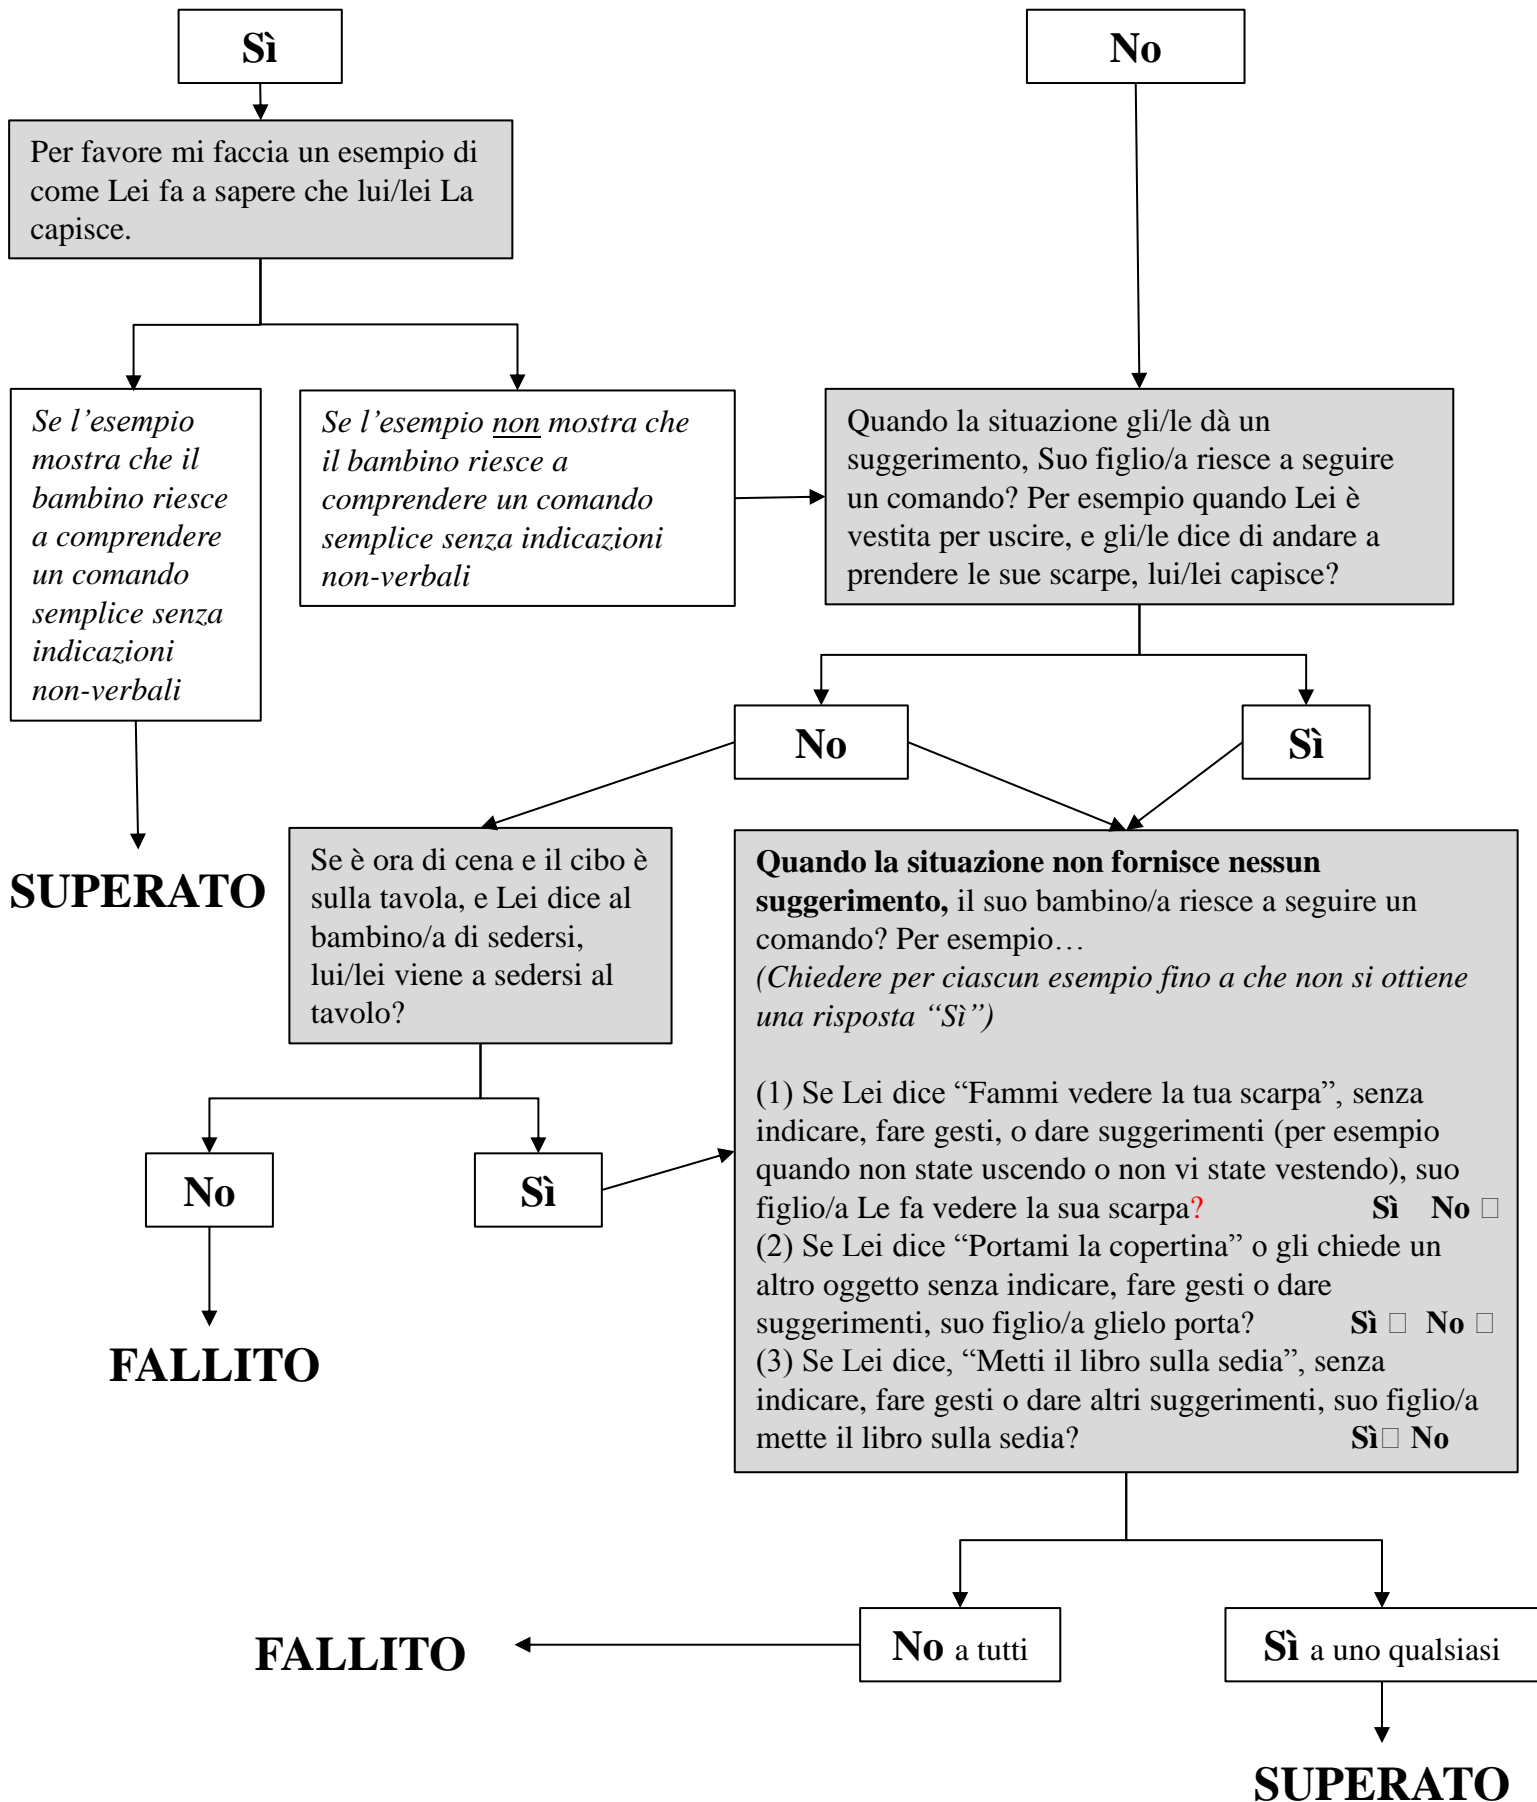 Sì
No
Per favore mi faccia un esempio di
come Lei fa a sapere che lui/lei La
capisce.
Se l’esempio
mostra che il
bambino riesce
a comprendere
un comando
semplice senza
indicazioni
non-verbali
Se l’esempio non mostra che
il bambino riesce a
comprendere un comando
semplice senza indicazioni
non-verbali
Quando la situazione gli/le dà un
suggerimento, Suo figlio/a riesce a seguire
un comando? Per esempio quando Lei è
vestita per uscire, e gli/le dice di andare a
prendere le sue scarpe, lui/lei capisce?
No
Sì
SUPERATO
Se è ora di cena e il cibo è
sulla tavola, e Lei dice al
bambino/a di sedersi,
lui/lei viene a sedersi al
tavolo?
Quando la situazione non fornisce nessun
suggerimento, il suo bambino/a riesce a seguire un
comando? Per esempio…
(Chiedere per ciascun esempio fino a che non si ottiene
una risposta “Sì”)
(1) Se Lei dice “Fammi vedere la tua scarpa”, senza
indicare, fare gesti, o dare suggerimenti (per esempio
quando non state uscendo o non vi state vestendo), suo
figlio/a Le fa vedere la sua scarpa? Sì No □
(2) Se Lei dice “Portami la copertina” o gli chiede un
altro oggetto senza indicare, fare gesti o dare
suggerimenti, suo figlio/a glielo porta? Sì □ No □
(3) Se Lei dice, “Metti il libro sulla sedia”, senza
indicare, fare gesti o dare altri suggerimenti, suo figlio/a
mette il libro sulla sedia? Sì□ No
No
Sì
FALLITO
No a tutti
Sì a uno qualsiasi
FALLITO
SUPERATO